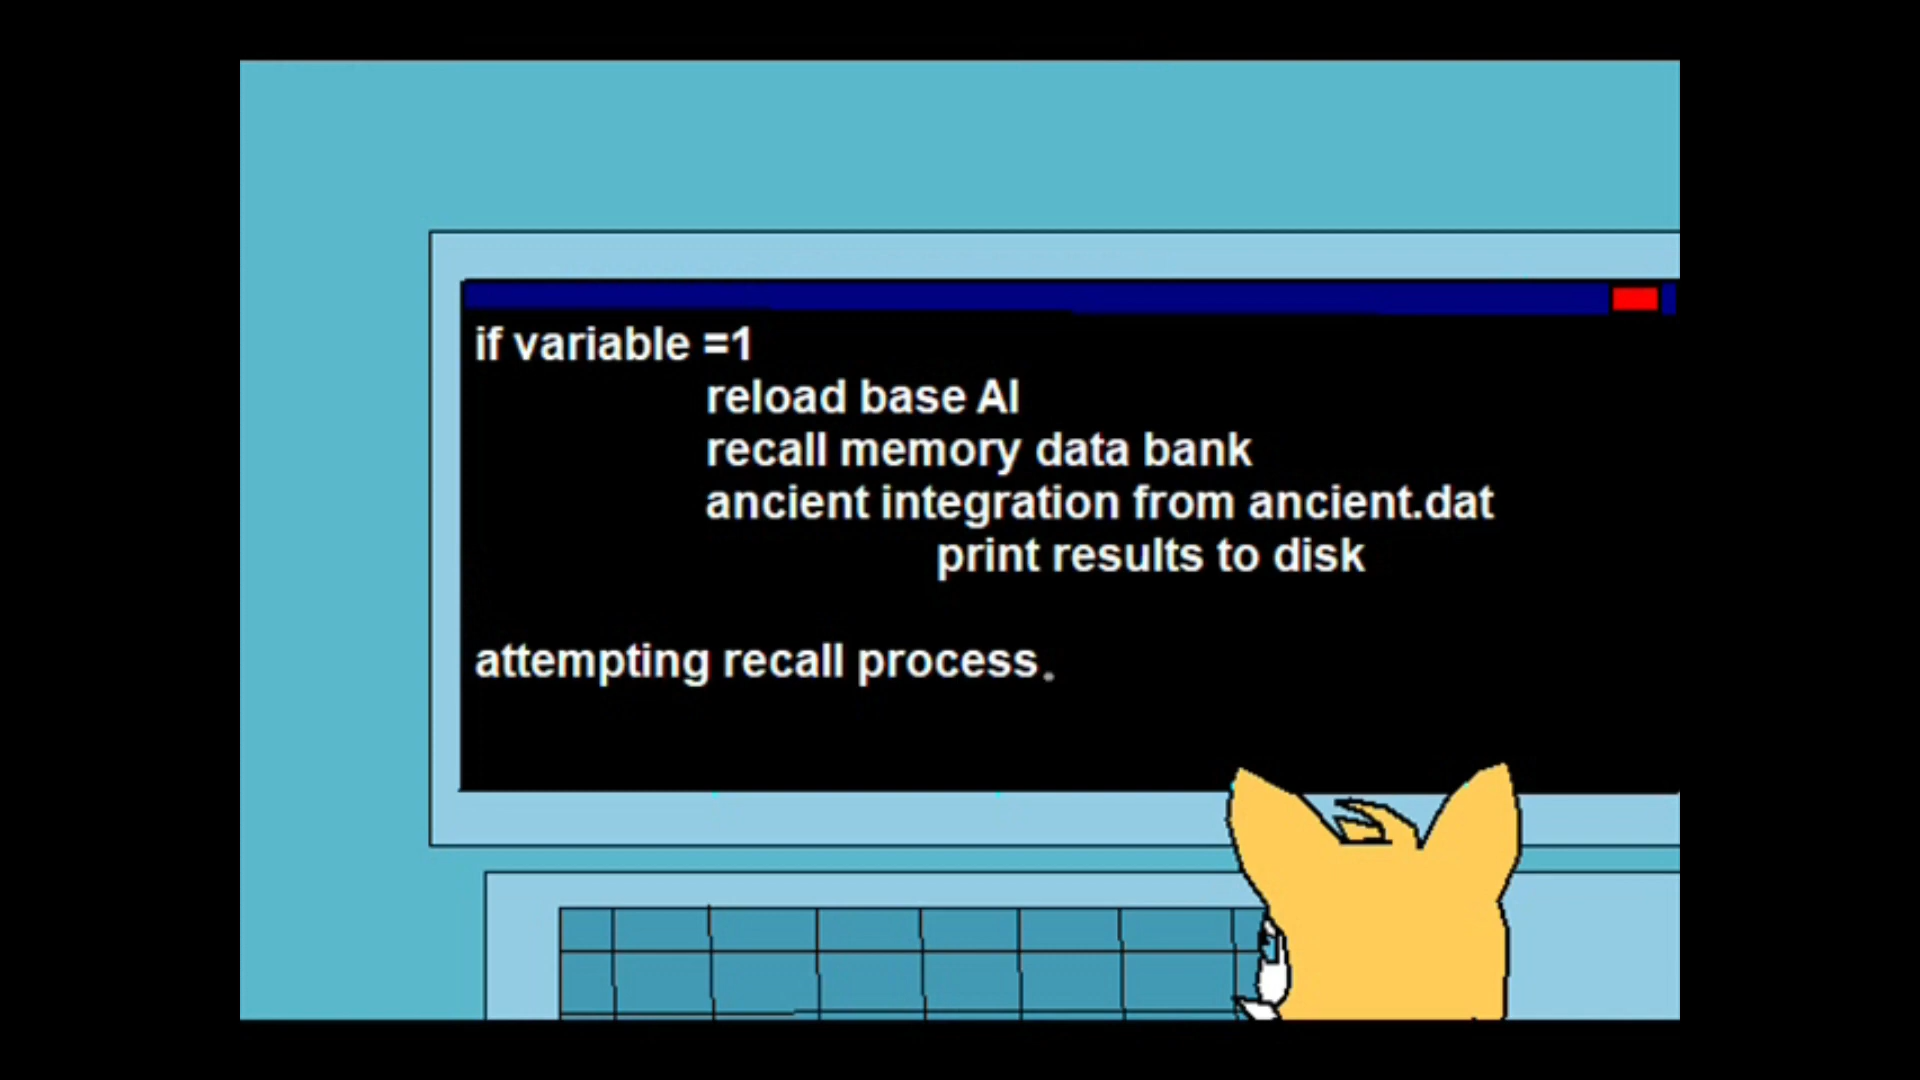 if variable =1
reload base AI
recall memory data bank
ancient integration from ancient.dat
print results to disk
attempting recall process.